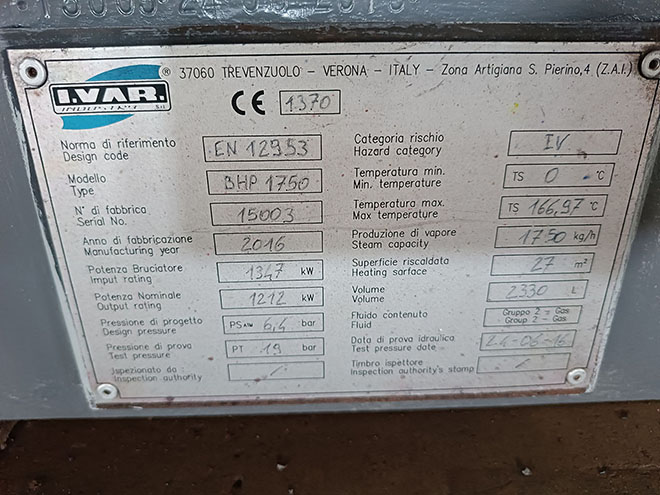 I.VAR.
INDUSTRY S.r.l.
® 37060 TREVENZUOLO - VERONA - ITALY - Zona Artigiana S. Pierino,4 (Z.A.I.)
CE 1370
Norma di riferimento
Design code
EN 12953
Modello
Type
BHP 1750
N° di fabbrica
Serial No.
15003
Anno di fabbricazione
Manufacturing year
2016
Potenza Bruciatore
Imput rating
1347 kW
Potenza Nominale
Output rating
1212 kW
Pressione di progetto
Design pressure
PS 6,4 bar
Pressione di prova
Test pressure
PT 19 bar
Ispezionato da :
Inspection authority)
/
Categoria rischio
Hazard category
IV
Temperatura min.
Min. temperature
TS 0 °C
Temperatura max.
Max temperature
TS 166,97 °C
Produzione di vapore
Steam capacity
1750 kg/h
Superficie riscaldata
Heating sarface
27 m²
Volume
Volume
2330 L
Fluido contenuto
Fluid
Gruppo 2 = Gas
Group 2 = Gas
Data di prova idraulica
Test pressure date
24-06-16
Timbro ispettore
Inspection authority's stamp
/